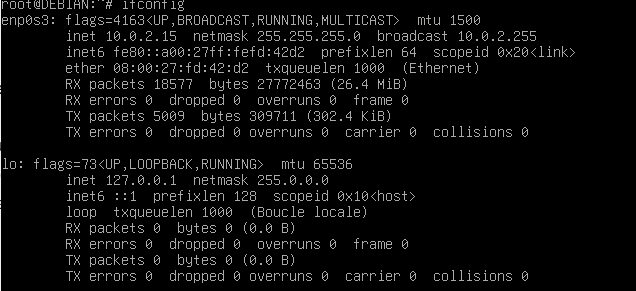 root@DEBIAN:~# ifconfig
enp0s3: flags=4163<UP,BROADCAST,RUNNING,MULTICAST>  mtu 1500
        inet 10.0.2.15  netmask 255.255.255.0  broadcast 10.0.2.255
        inet6 fe80::a00:27ff:fefd:42d2  prefixlen 64  scopeid 0x20<link>
        ether 08:00:27:fd:42:d2  txqueuelen 1000  (Ethernet)
        RX packets 18577  bytes 27772463 (26.4 MiB)
        RX errors 0  dropped 0  overruns 0  frame 0
        TX packets 5009  bytes 309711 (302.4 KiB)
        TX errors 0  dropped 0 overruns 0  carrier 0  collisions 0
lo: flags=73<UP,LOOPBACK,RUNNING>  mtu 65536
        inet 127.0.0.1  netmask 255.0.0.0
        inet6 ::1  prefixlen 128  scopeid 0x10<host>
        loop  txqueuelen 1000  (Boucle locale)
        RX packets 0  bytes 0 (0.0 B)
        RX errors 0  dropped 0  overruns 0  frame 0
        TX packets 0  bytes 0 (0.0 B)
        TX errors 0  dropped 0 overruns 0  carrier 0  collisions 0